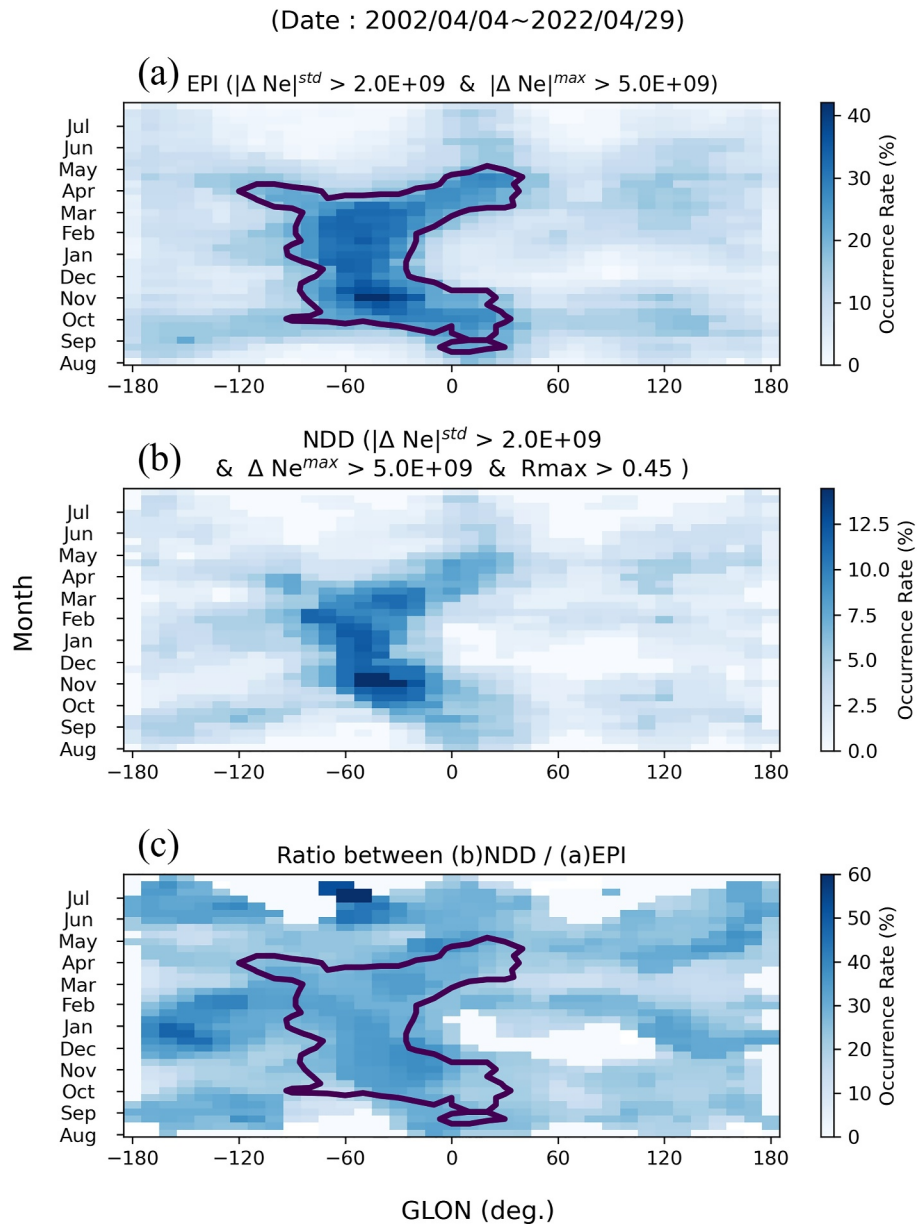 (Date : 2002/04/04~2022/04/29)
(a) EPI (|Δ Ne|^std > 2.0E+09 & |Δ Ne|^max > 5.0E+09)
Jul
Jun
May
Apr
Mar
Feb
Jan
Dec
Nov
Oct
Sep
Aug
−180 −120 −60 0 60 120 180
40
30
20
10
0
Occurrence Rate (%)
(b) NDD (|Δ Ne|^std > 2.0E+09
& Δ Ne^max > 5.0E+09 & Rmax > 0.45 )
Month
Jul
Jun
May
Apr
Mar
Feb
Jan
Dec
Nov
Oct
Sep
Aug
−180 −120 −60 0 60 120 180
12.5
10.0
7.5
5.0
2.5
0.0
Occurrence Rate (%)
(c) Ratio between (b)NDD / (a)EPI
Jul
Jun
May
Apr
Mar
Feb
Jan
Dec
Nov
Oct
Sep
Aug
−180 −120 −60 0 60 120 180
60
50
40
30
20
10
0
Occurrence Rate (%)
GLON (deg.)